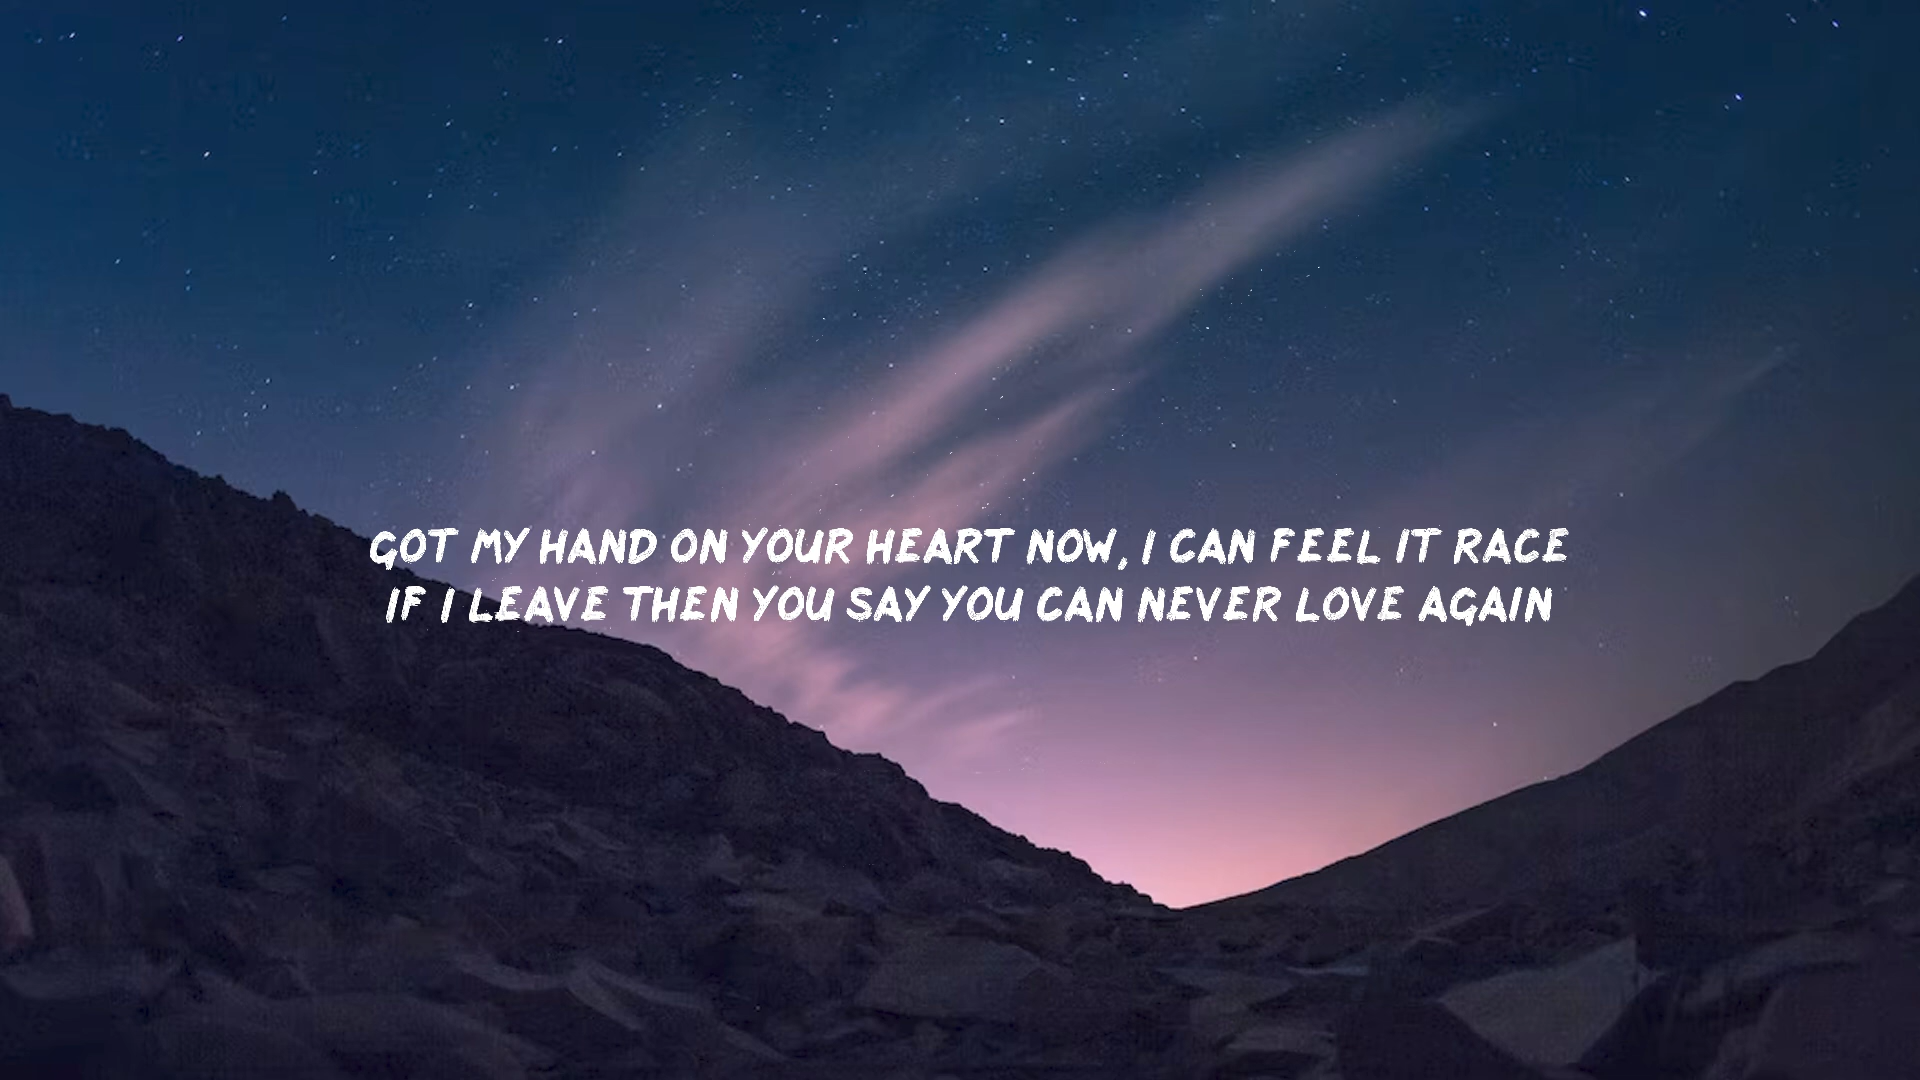 GOT MY HAND ON YOUR HEART NOW, I CAN FEEL IT RACE
IF I LEAVE THEN YOU SAY YOU CAN NEVER LOVE AGAIN